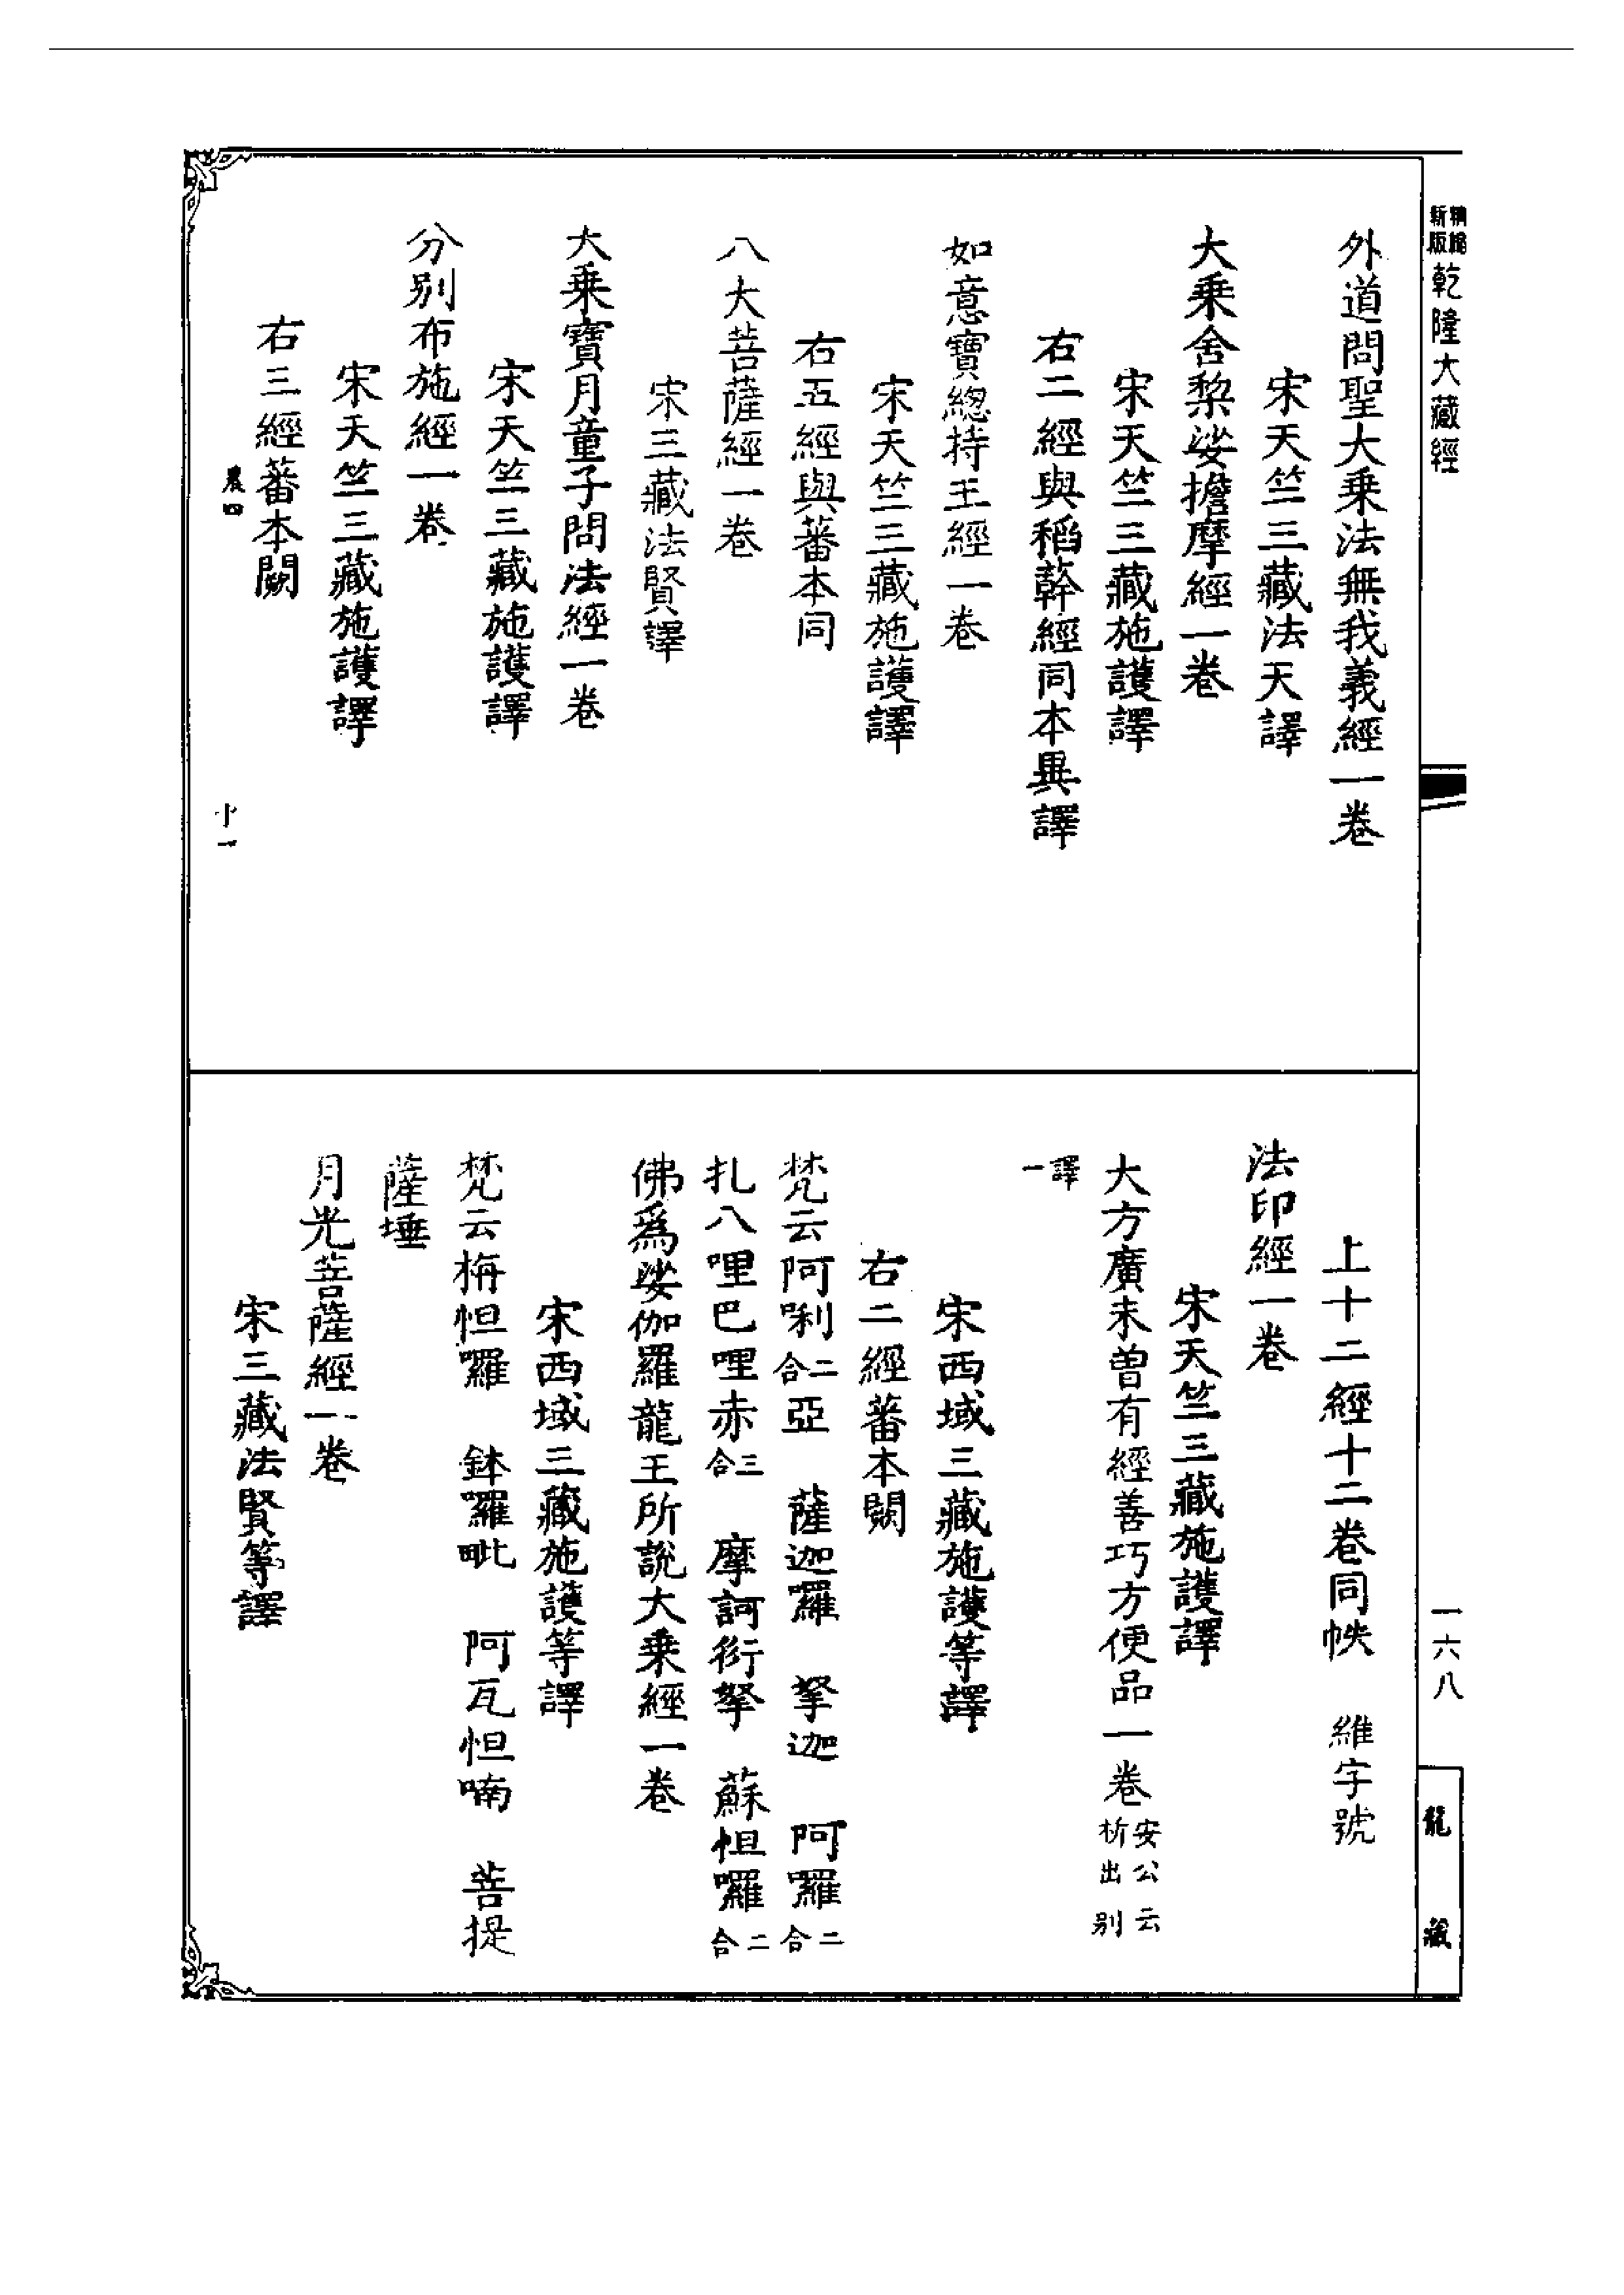 精縮新版乾隆大藏經
外道問聖大乘法無我義經一卷
宋天竺三藏法天譯
大乘舍黎娑擔摩經一卷
宋天竺三藏施護譯
右二經與稻芉經同本異譯
如意寶總持王經一卷
宋天竺三藏施護譯
右五經與蕃本同
八大菩薩經一卷
宋三藏法賢譯
大乘寶月童子問法經一卷
宋天竺三藏施護譯
分別布施經一卷
宋天竺三藏施護譯
右三經蕃本闕
農四
十一
上十二經十二卷同帙　維字號
法印經一卷
宋天竺三藏施護譯
大方廣未曾有經善巧方便品一卷安公云析出別
譯一
宋西域三藏施護等譯
右二經蕃本闕
梵云阿唎二合亞　薩迦囉　拏迦　阿囉二合
扎八哩巴哩赤三合　摩訶衍拏　蘇怛囉二合
佛為娑伽羅龍王所說大乘經一卷
宋西域三藏施護等譯
梵云栴怛囉　鉢囉毗　阿瓦怛喃　菩提
薩埵
月光菩薩經一卷
宋三藏法賢等譯
一六八
龍藏